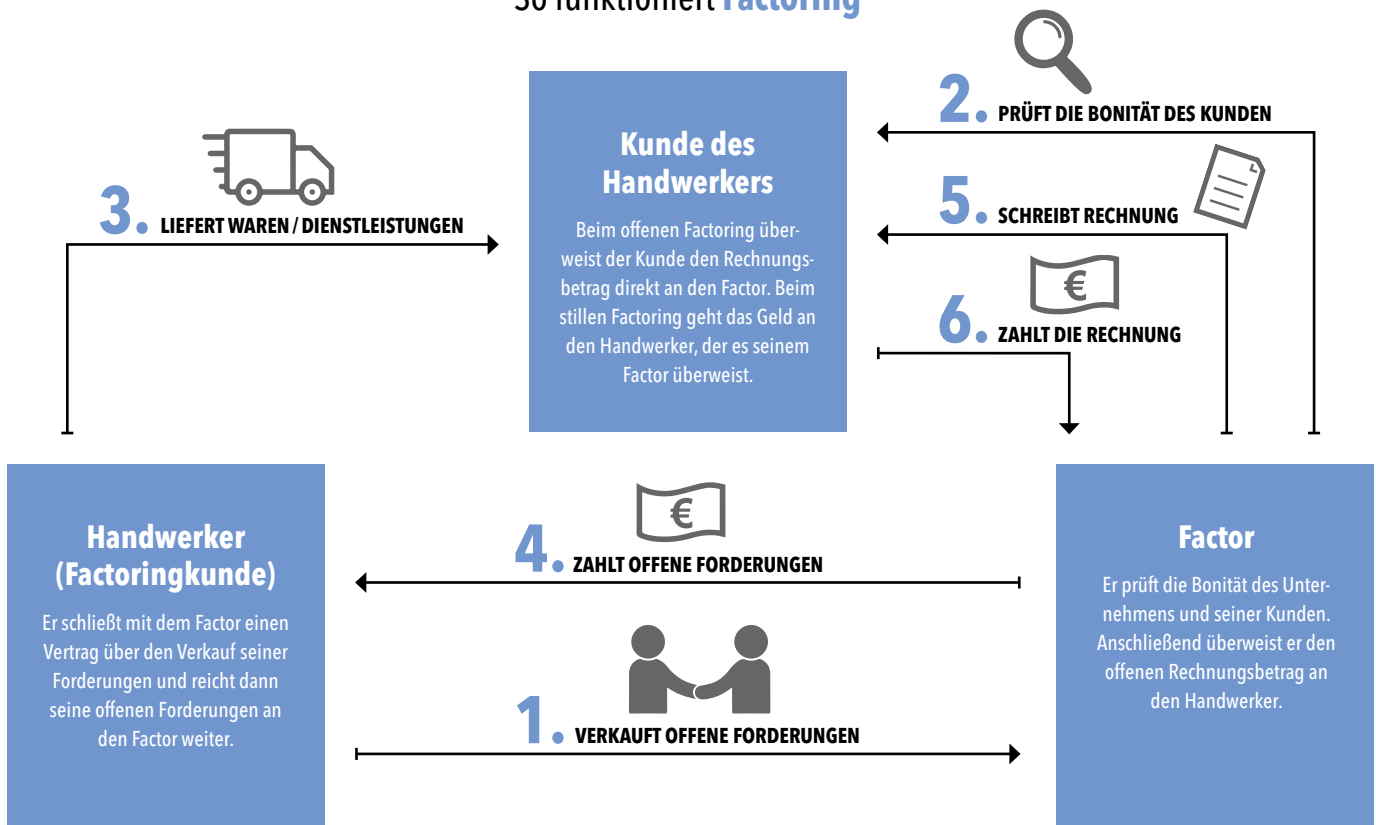 So funktioniert Factoring
2. PRÜFT DIE BONITÄT DES KUNDEN
Kunde des
Handwerkers
Beim offenen Factoring über-
weist der Kunde den Rechnungs-
betrag direkt an den Factor. Beim
stillen Factoring geht das Geld an
den Handwerker, der es seinem
Factor überweist.
3. LIEFERT WAREN / DIENSTLEISTUNGEN
5. SCHREIBT RECHNUNG
€
6. ZAHLT DIE RECHNUNG
Handwerker
(Factoringkunde)
Er schließt mit dem Factor einen
Vertrag über den Verkauf seiner
Forderungen und reicht dann
seine offenen Forderungen an
den Factor weiter.
€
4. ZAHLT OFFENE FORDERUNGEN
1. VERKAUFT OFFENE FORDERUNGEN
Factor
Er prüft die Bonität des Unter-
nehmens und seiner Kunden.
Anschließend überweist er den
offenen Rechnungsbetrag an
den Handwerker.